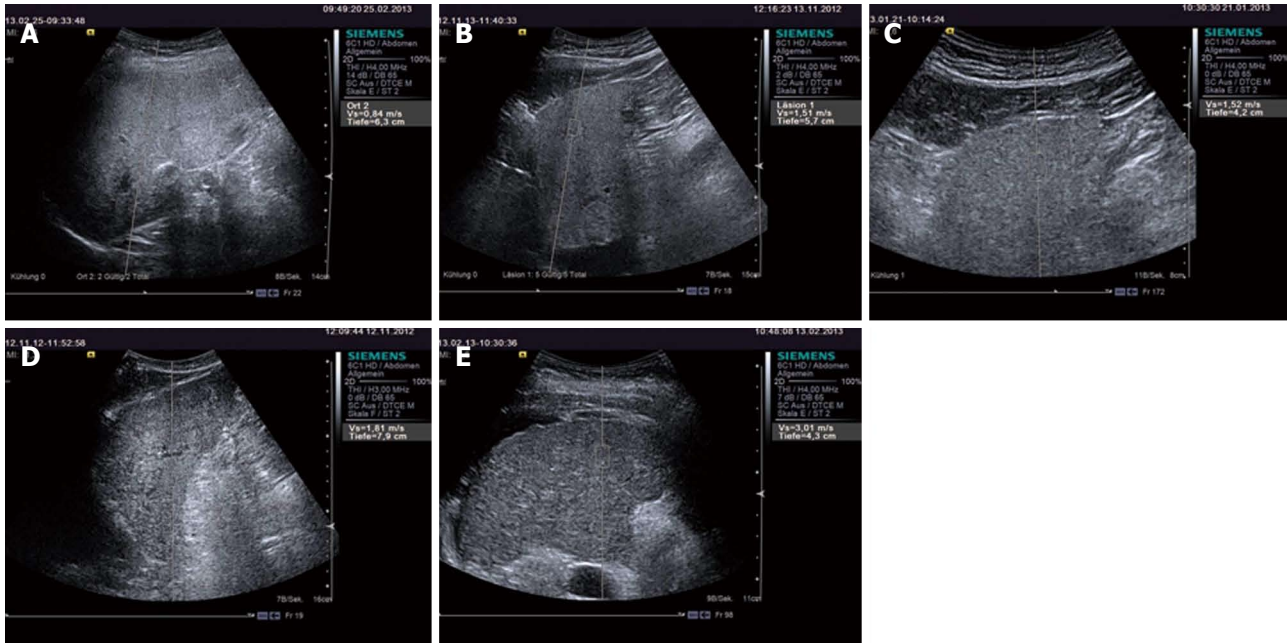 09:49:20 25.02.2013
13.02.25-09:33:48
A
MI:
SIEMENS
6C1 HD / Abdomen
Allgemein
2D 100%
THI / H4,00 MHz
14 dB / DB 65
SC Aus / DTCE M
Skala E / ST 2
Ort 2
Vs=0,84 m/s
Tiefe=6,3 cm
Kühlung 0 Ort 2: 2 Gültig/2 Total 8B/Sek. 14cm
Fr 22
12:16:23 13.11.2012
12.11.13-11:40:33
B
MI:
SIEMENS
6C1 HD / Abdomen
Allgemein
2D 100%
THI / H4,00 MHz
2 dB / DB 65
SC Aus / DTCE M
Skala E / ST 2
Läsion 1
Vs=1,51 m/s
Tiefe=5,7 cm
Kühlung 0 Läsion 1: 5 Gültig/5 Total 7B/Sek. 15cm
Fr 18
10:30:30 21.01.2013
3.01.21-10:14:24
C
MI:
SIEMENS
6C1 HD / Abdomen
Allgemein
2D 100%
THI / H4,00 MHz
0 dB / DB 65
SC Aus / DTCE M
Skala E / ST 2
Vs=1,52 m/s
Tiefe=4,2 cm
Kühlung 1 11B/Sek. 8cm
Fr 172
12:09:44 12.11.2012
12.11.12-11:52:58
D
MI:
SIEMENS
6C1 HD / Abdomen
Allgemein
2D 100%
THI / H3,00 MHz
0 dB / DB 65
SC Aus / DTCE M
Skala F / ST 2
Vs=1,81 m/s
Tiefe=7,9 cm
7B/Sek. 16cm
Fr 19
10:48:08 13.02.2013
13.02.13-10:30:36
E
MI:
SIEMENS
6C1 HD / Abdomen
Allgemein
2D 100%
THI / H4,00 MHz
7 dB / DB 65
SC Aus / DTCE M
Skala E / ST 2
Vs=3,01 m/s
Tiefe=4,3 cm
9B/Sek. 11cm
Fr 98